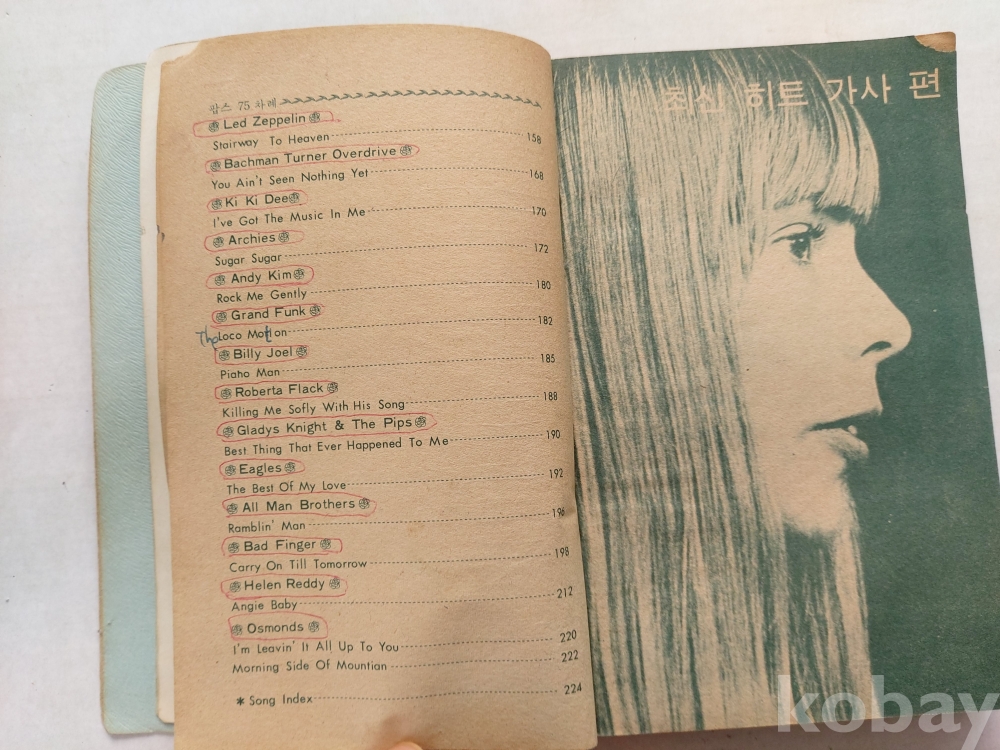 팝스 75 차례
Led Zeppelin
Stairway To Heaven 158
Bachman Turner Overdrive
You Ain't Seen Nothing Yet 168
Ki Ki Dee
I've Got The Music In Me 170
Archies
Sugar Sugar 172
Andy Kim
Rock Me Gently 180
Grand Funk
The Loco Motion 182
Billy Joel
Piano Man 185
Roberta Flack
Killing Me Sofly With His Song 188
Gladys Knight & The Pips
Best Thing That Ever Happened To Me 190
Eagles
The Best Of My Love 192
All Man Brothers
Ramblin' Man 196
Bad Finger
Carry On Till Tomorrow 198
Helen Reddy
Angie Baby 212
Osmonds
I'm Leavin' It All Up To You 220
Morning Side Of Mountian 222
* Song Index 224
최신 히트 가사 편
kobay